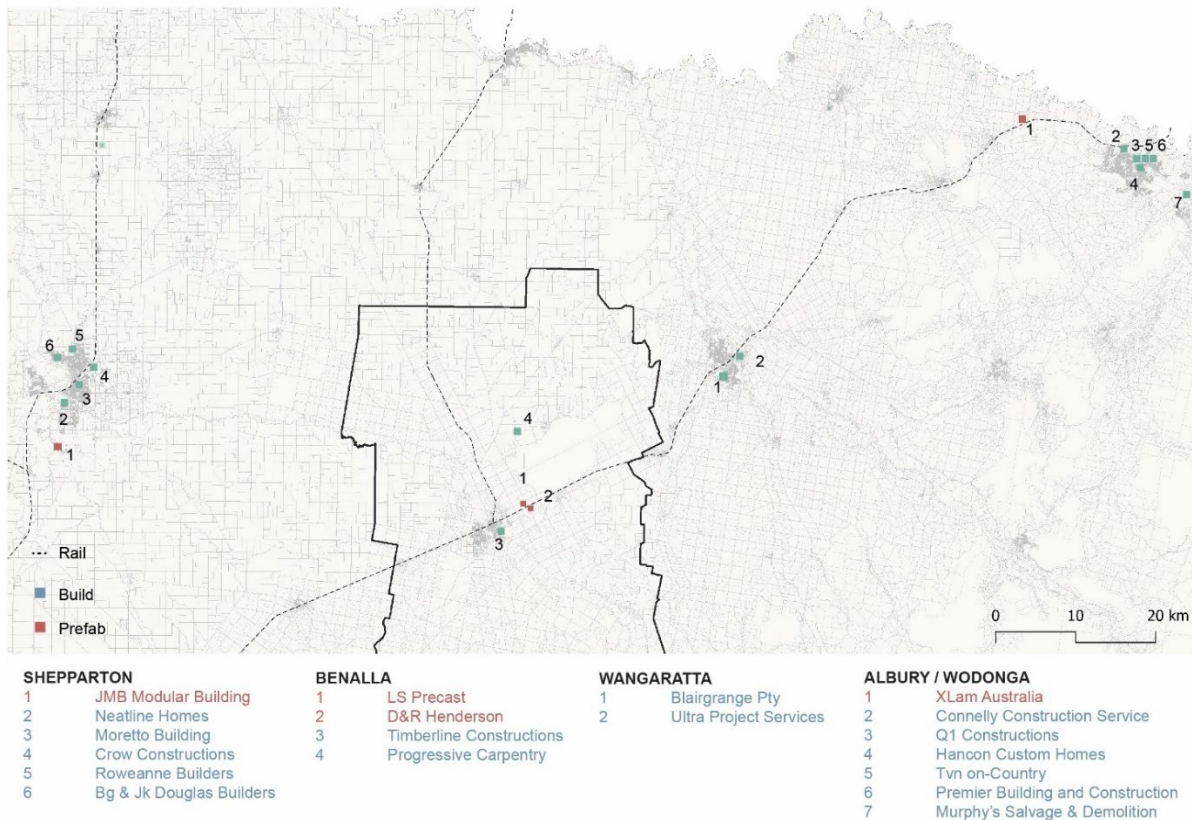 1
2
3-5 6
4
7
5
6
4
3
2
1
2
1
4
1
2
3
Rail
Build
Prefab
0 10 20 km
SHEPPARTON
1 JMB Modular Building
2 Neatline Homes
3 Moretto Building
4 Crow Constructions
5 Roweanne Builders
6 Bg & Jk Douglas Builders
BENALLA
1 LS Precast
2 D&R Henderson
3 Timberline Constructions
4 Progressive Carpentry
WANGARATTA
1 Blairgrange Pty
2 Ultra Project Services
ALBURY / WODONGA
1 XLam Australia
2 Connelly Construction Service
3 Q1 Constructions
4 Hancon Custom Homes
5 Tvn on-Country
6 Premier Building and Construction
7 Murphy's Salvage & Demolition